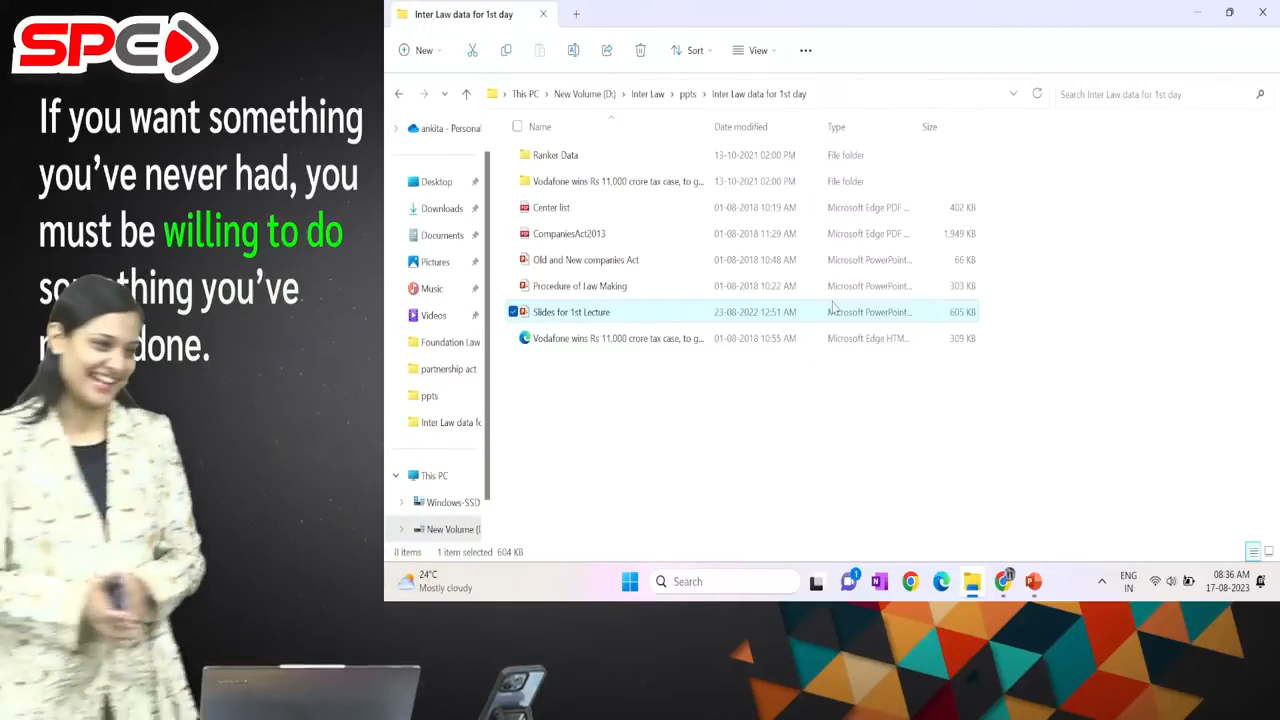 SPC
If you want something
you've never had, you
must be willing to do
something you've
done.
Inter Law data for 1st day
New
Sort
View
This PC
New Volume (D:)
Inter Law
ppts
Inter Law data for 1st day
Search Inter Law data for 1st day
Name
Date modified
Type
Size
ankita - Personal
Desktop
Downloads
Documents
Pictures
Music
Videos
Foundation Law
partnership act
ppts
Inter Law data fo
This PC
Windows-SSD
New Volume (
Ranker Data 13-10-2021 02:00 PM File folder
Vodafone wins Rs 11,000 crore tax case, to g... 13-10-2021 02:00 PM File folder
Center list 01-08-2018 10:19 AM Microsoft Edge PDF ... 402 KB
CompaniesAct2013 01-08-2018 11:29 AM Microsoft Edge PDF ... 1,949 KB
Old and New companies Act 01-08-2018 10:48 AM Microsoft PowerPoint... 66 KB
Procedure of Law Making 01-08-2018 10:22 AM Microsoft PowerPoint... 303 KB
Slides for 1st Lecture 23-08-2022 12:51 AM Microsoft PowerPoint... 605 KB
Vodafone wins Rs 11,000 crore tax case, to g... 01-08-2018 10:55 AM Microsoft Edge HTM... 309 KB
8 items 1 item selected 604 KB
24°C
Mostly cloudy
Search
ENG
IN
08:36 AM
17-08-2023